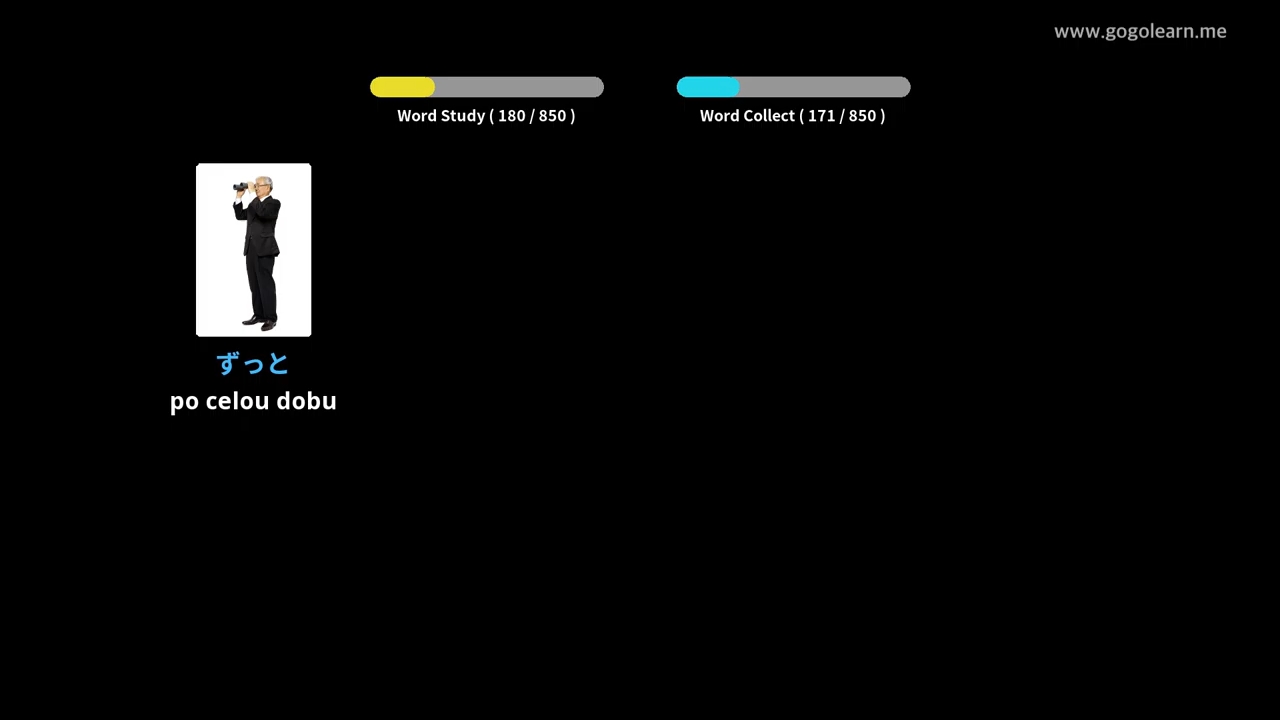 www.gogolearn.me
Word Study ( 180 / 850 )
Word Collect ( 171 / 850 )
ずっと
po celou dobu